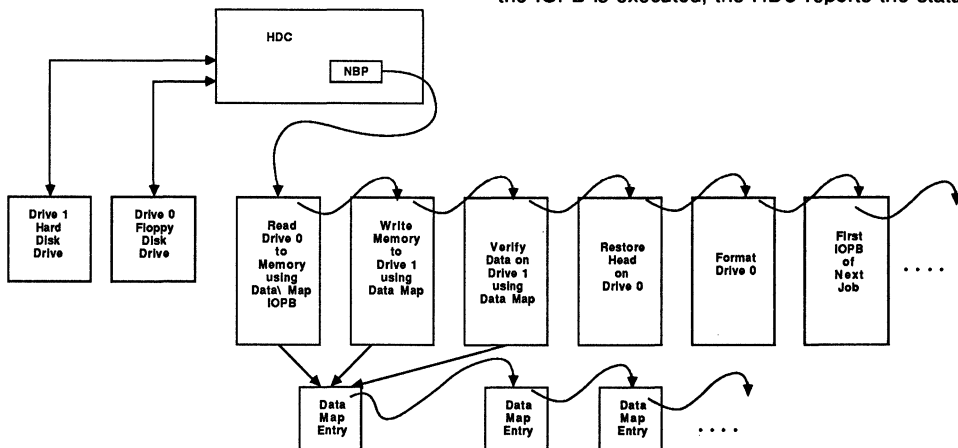 the IOPB is executed, the HDC reports the
HDC
NBP
Drive 1
Hard
Disk
Drive
Drive 0
Floppy
Disk
Drive
Read
Drive 0
to
Memory
using
Data\ Map
IOPB
Write
Memory
to
Drive 1
using
Data Map
Verify
Data on
Drive 1
using
Data Map
Restore
Head
on
Drive 0
Format
Drive 0
First
IOPB
of
Next
Job
....
Data
Map
Entry
Data
Map
Entry
Data
Map
Entry
....